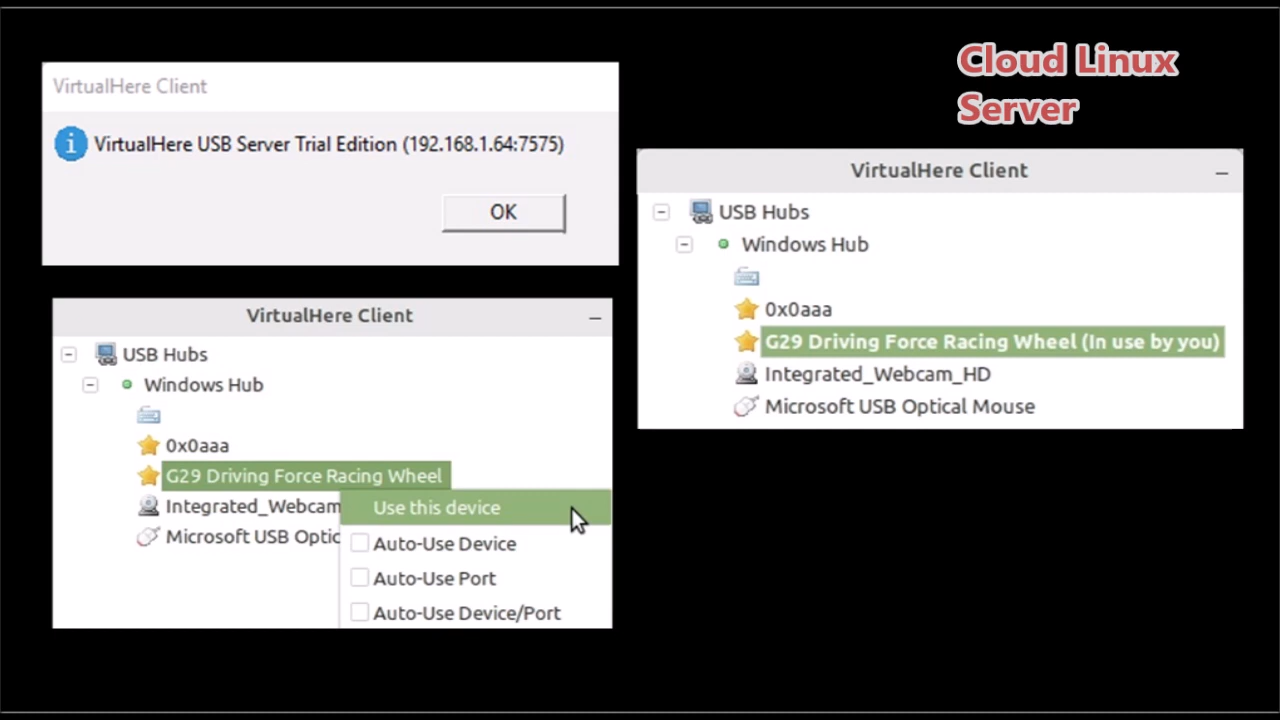 Cloud Linux
Server
VirtualHere Client
VirtualHere USB Server Trial Edition (192.168.1.64:7575)
OK
VirtualHere Client
USB Hubs
Windows Hub
0x0aaa
G29 Driving Force Racing Wheel
Integrated_Webcam
Microsoft USB Optic
Use this device
Auto-Use Device
Auto-Use Port
Auto-Use Device/Port
VirtualHere Client
USB Hubs
Windows Hub
0x0aaa
G29 Driving Force Racing Wheel (In use by you)
Integrated_Webcam_HD
Microsoft USB Optical Mouse